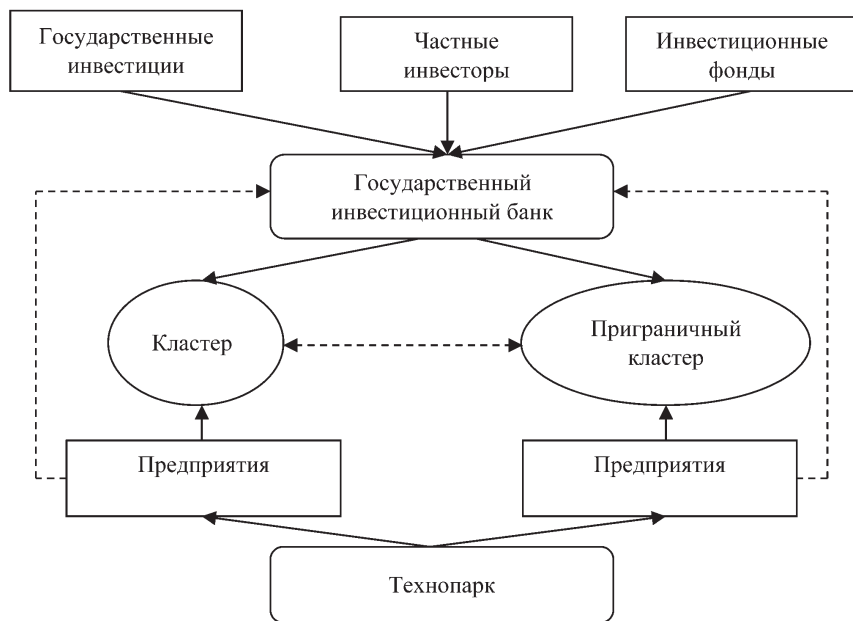 Государственные
инвестиции
Частные
инвесторы
Инвестиционные
фонды
Государственный
инвестиционный банк
Кластер
Приграничный
кластер
Предприятия
Предприятия
Технопарк